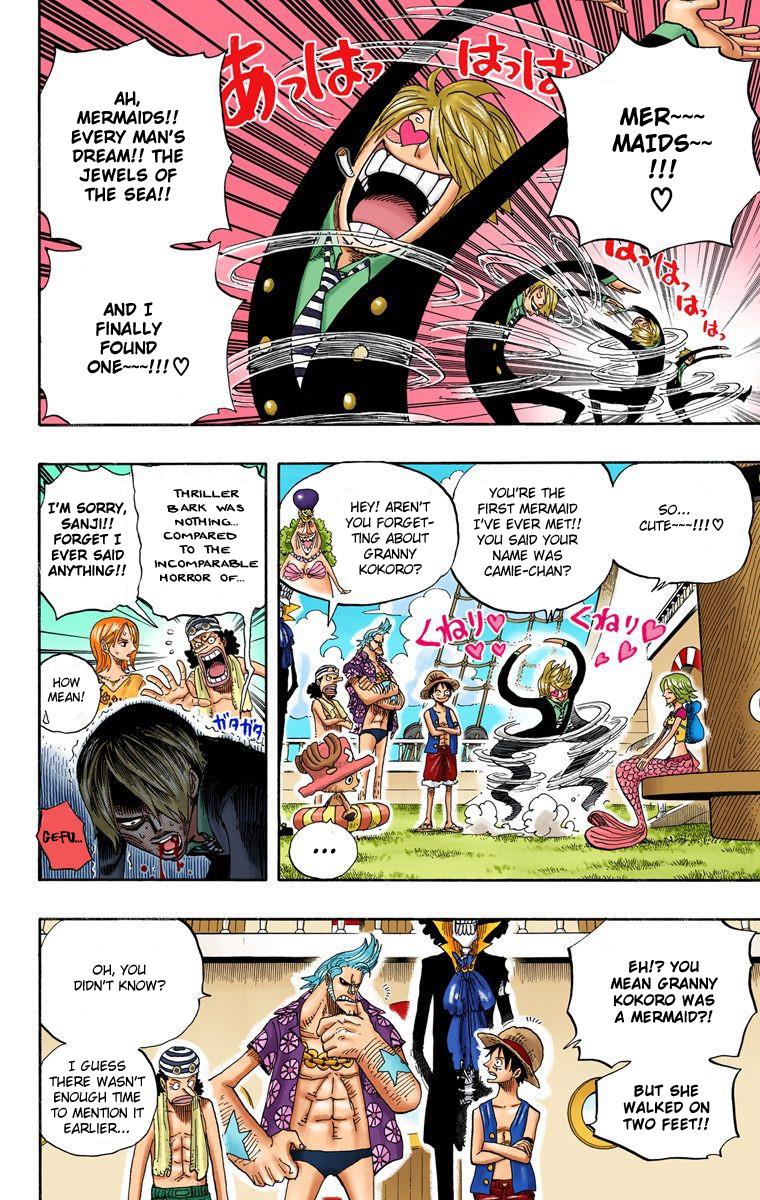 MER~~~
MAIDS~~
!!!
♡
あっはっはっは
はっはっはっはっ
AH,
MERMAIDS!!
EVERY MAN'S
DREAM!! THE
JEWELS OF
THE SEA!!
AND I
FINALLY
FOUND
ONE~~~!!! ♡
SO...
CUTE~~~!!! ♡
YOU'RE THE
FIRST MERMAID
I'VE EVER MET!!
YOU SAID YOUR
NAME WAS
CAMIE-CHAN?
HEY! AREN'T
YOU FORGET-
TING ABOUT
GRANNY
KOKORO?
くねり♡
くねり♡
...
THRILLER
BARK WAS
NOTHING...
COMPARED
TO THE
INCOMPARABLE
HORROR OF...
I'M SORRY,
SANJI!!
FORGET I
EVER SAID
ANYTHING!!
HOW
MEAN!
ガタガタ
GEFU...
EH!? YOU
MEAN GRANNY
KOKORO WAS
A MERMAID?!
BUT SHE
WALKED ON
TWO FEET!!
OH, YOU
DIDN'T KNOW?
I GUESS
THERE WASN'T
ENOUGH TIME
TO MENTION IT
EARLIER...